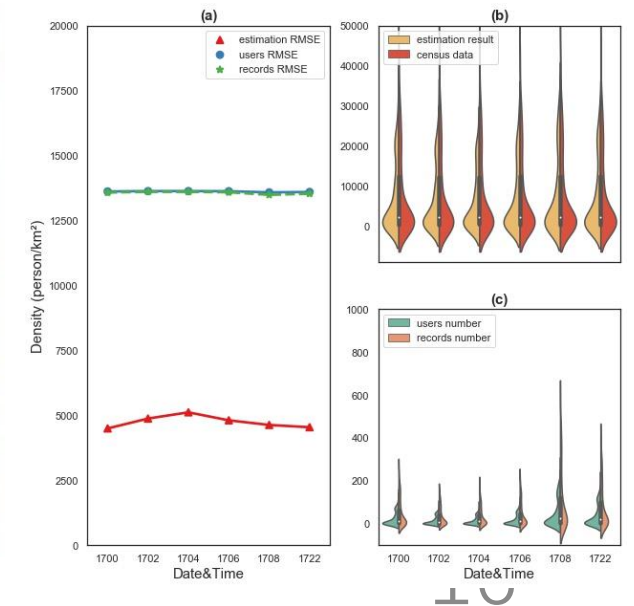 (a)
20000
17500
15000
12500
10000
7500
5000
2500
0
Density (person/km²)
estimation RMSE
users RMSE
records RMSE
1700 1702 1704 1706 1708 1722
Date&Time
(b)
50000
40000
30000
20000
10000
0
estimation result
census data
(c)
1000
800
600
400
200
0
users number
records number
1700 1702 1704 1706 1708 1722
Date&Time